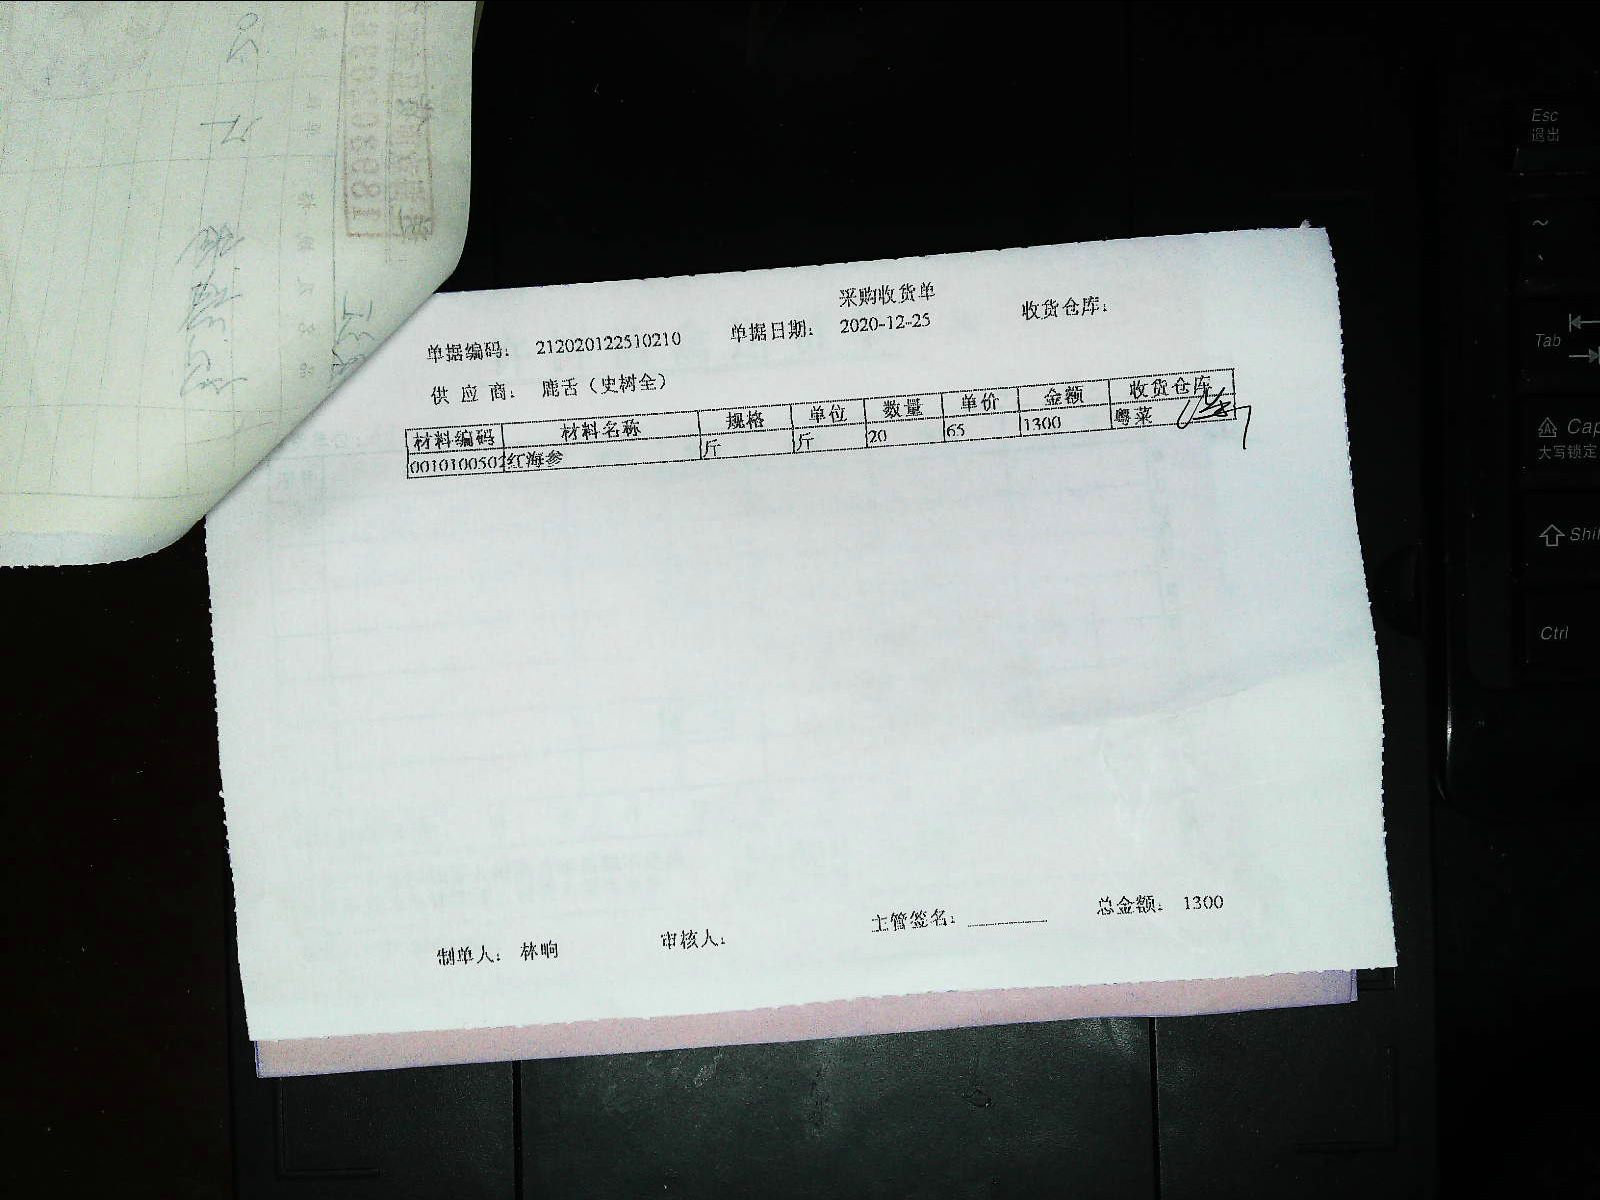 采购收货单
单据编码： 212020122510210 单据日期： 2020-12-25 收货仓库：
供 应 商： 鹿舌（史树全）
材料编码 材料名称 规格 单位 数量 单价 金额 收货仓库
0010100502 红海参 斤 斤 20 65 1300 粤菜
制单人： 林晌 审核人： 主管签名： 总金额： 1300
Esc
退出
~
Tab
Cap
大写锁定
Shi
Ctrl